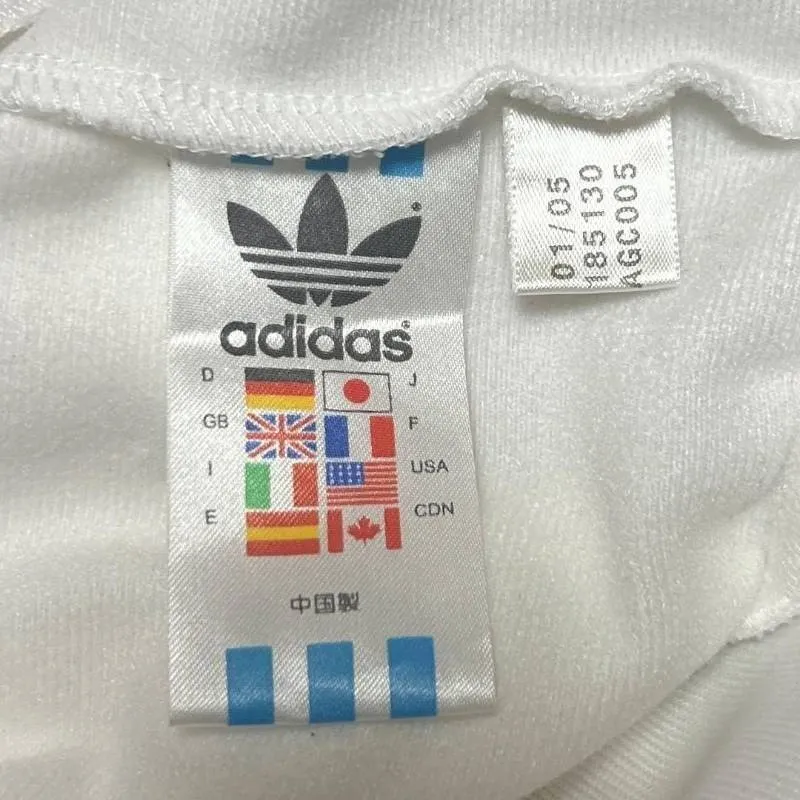 adidas
D
J
GB
F
I
USA
E
CDN
中国製
01/05
185130
AGC005